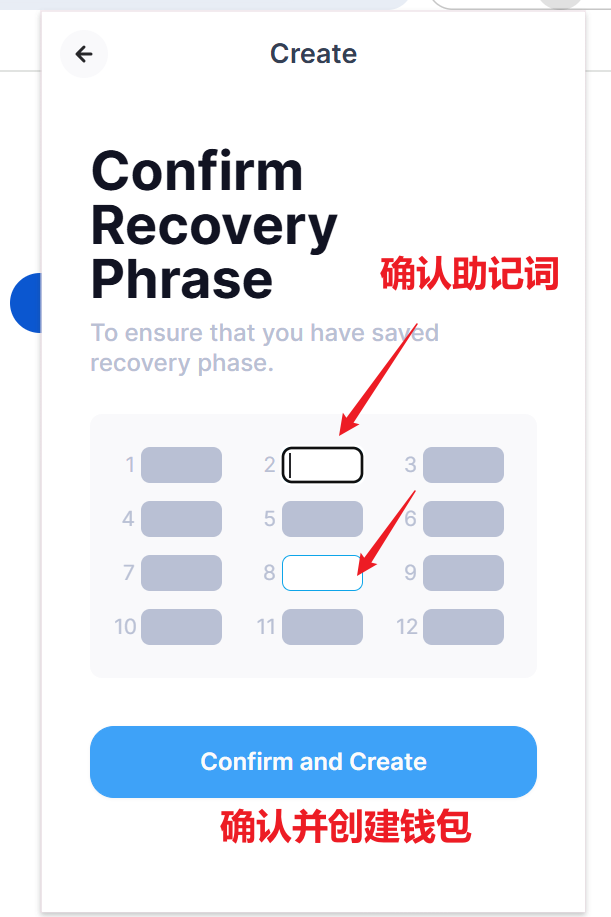 Create
Confirm
Recovery
Phrase
确认助记词
To ensure that you have saved
recovery phase.
1 2 3
4 5 6
7 8 9
10 11 12
Confirm and Create
确认并创建钱包